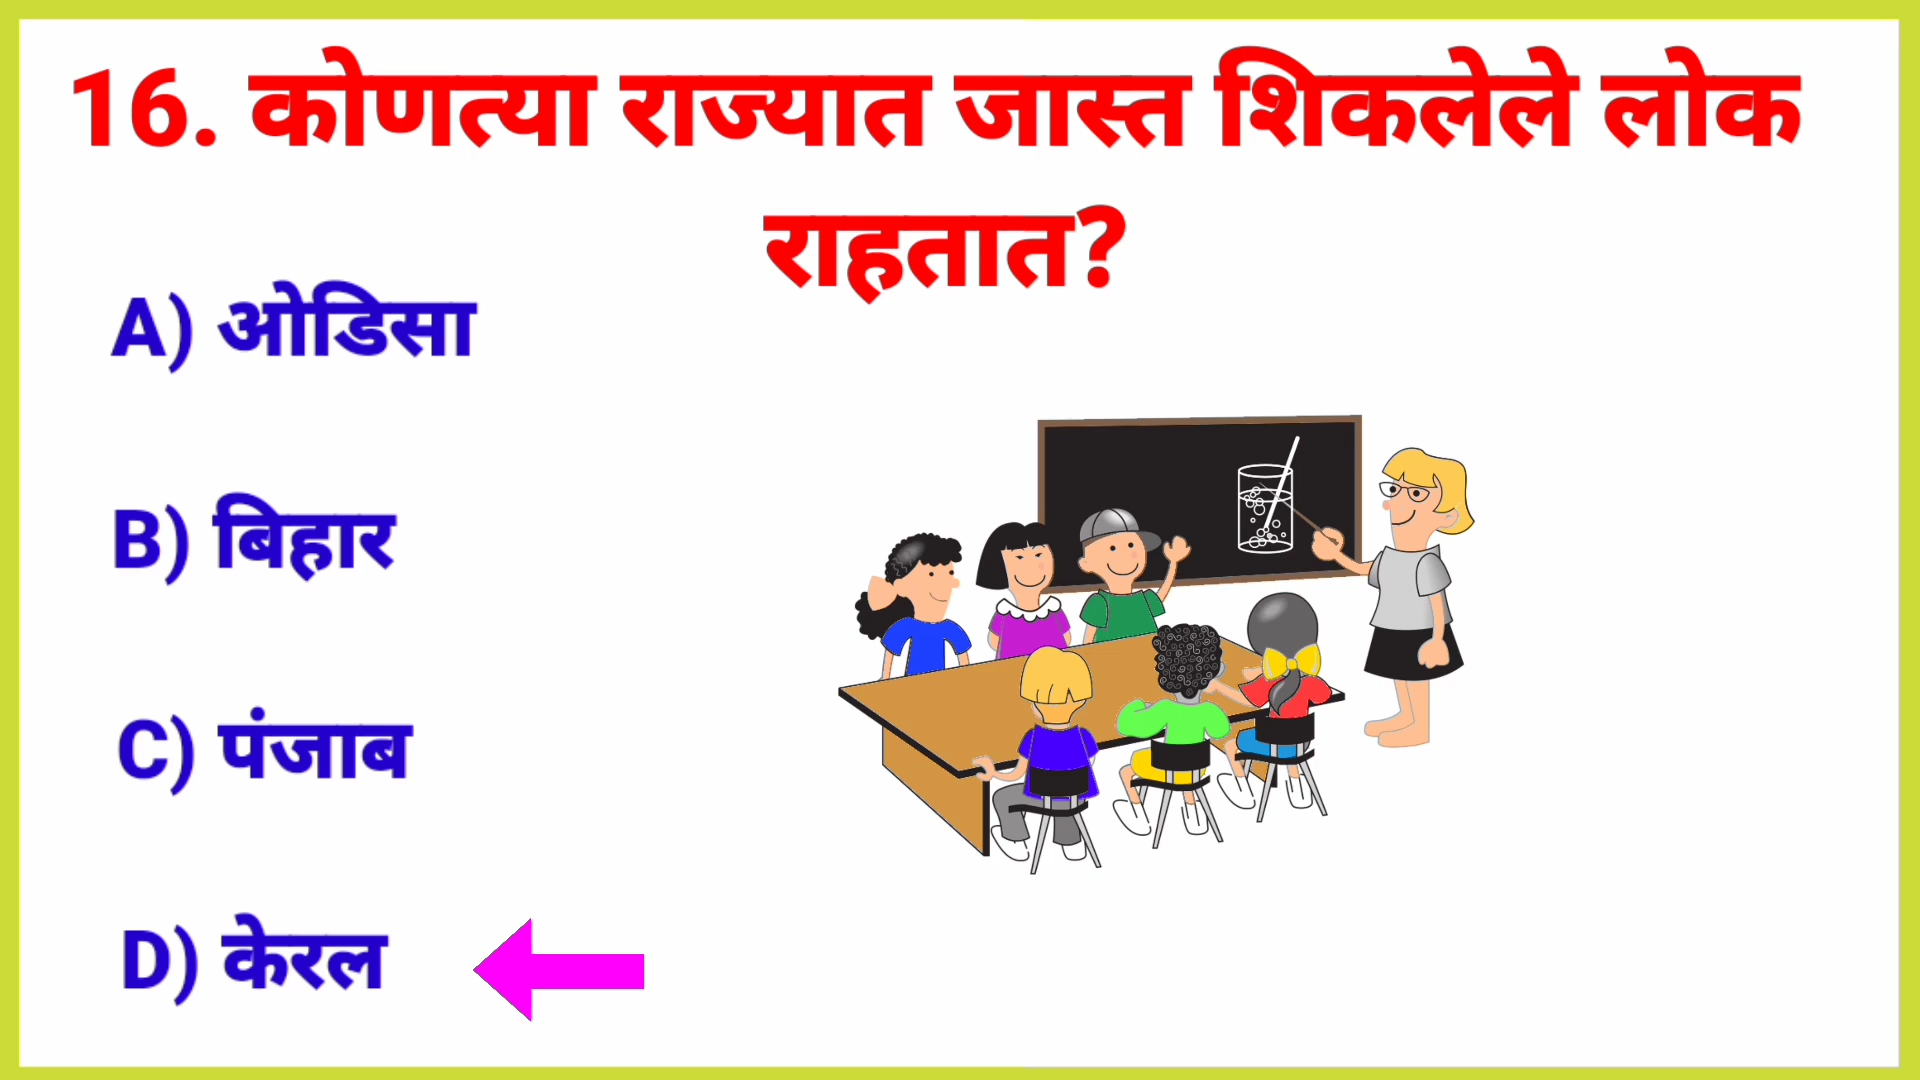 16. कोणत्या राज्यात जास्त शिकलेले लोक
राहतात?
A) ओडिसा
B) बिहार
C) पंजाब
D) केरल